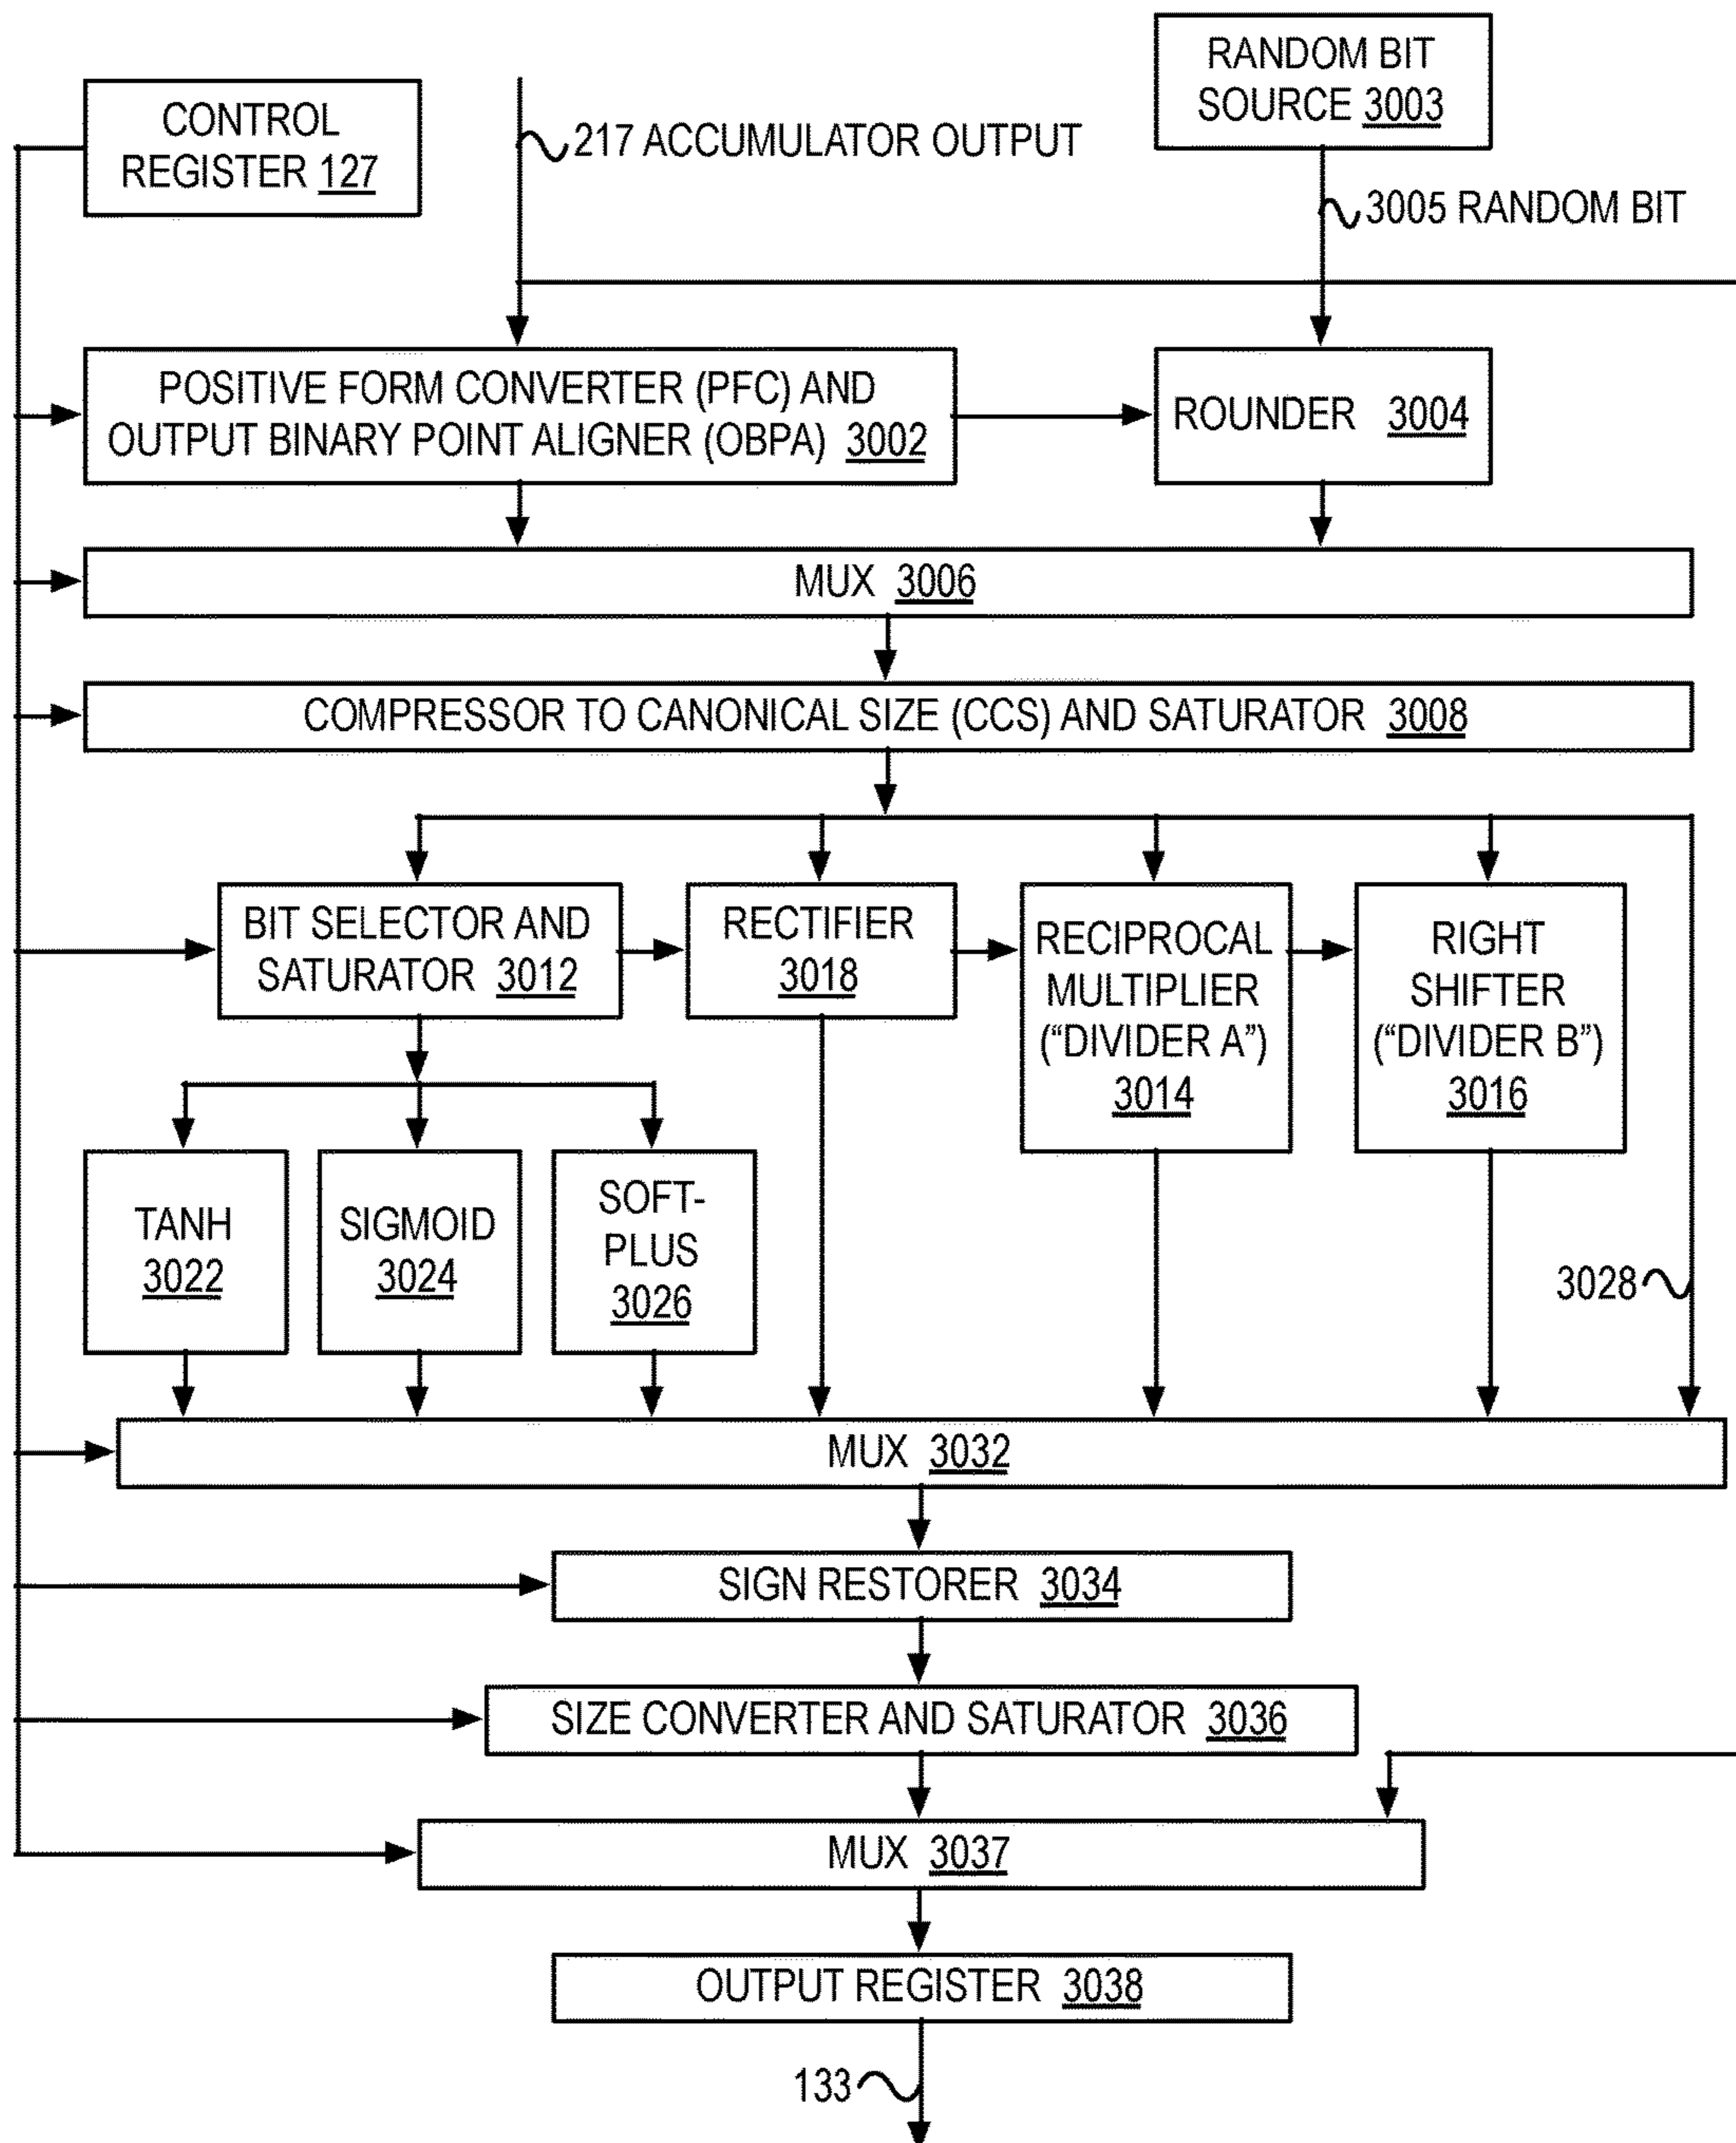 RANDOM BIT
SOURCE 3003
CONTROL
REGISTER 127
217 ACCUMULATOR OUTPUT
3005 RANDOM BIT
POSITIVE FORM CONVERTER (PFC) AND
OUTPUT BINARY POINT ALIGNER (OBPA) 3002
ROUNDER 3004
MUX 3006
COMPRESSOR TO CANONICAL SIZE (CCS) AND SATURATOR 3008
BIT SELECTOR AND
SATURATOR 3012
RECTIFIER
3018
RECIPROCAL
MULTIPLIER
(“DIVIDER A”)
3014
RIGHT
SHIFTER
(“DIVIDER B”)
3016
TANH
3022
SIGMOID
3024
SOFT-
PLUS
3026
3028
MUX 3032
SIGN RESTORER 3034
SIZE CONVERTER AND SATURATOR 3036
MUX 3037
OUTPUT REGISTER 3038
133